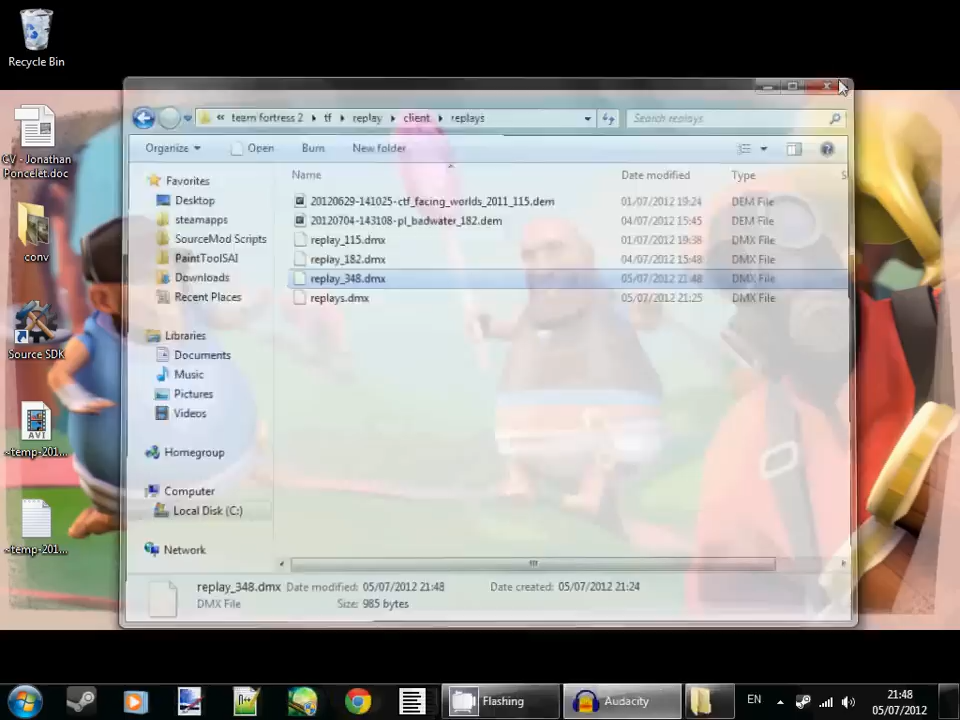 Recycle Bin
CV - Jonathan
Poncelet.doc
conv
Source SDK
AVI
~temp-201...
~temp-201...
« team fortress 2 tf replay client replays
Search replays
Organize Open Burn New folder
Name Date modified Type S
Favorites
Desktop
steamapps
SourceMod Scripts
PaintToolSAI
Downloads
Recent Places
Libraries
Documents
Music
Pictures
Videos
Homegroup
Computer
Local Disk (C:)
Network
20120629-141025-ctf_facing_worlds_2011_115.dem 01/07/2012 19:24 DEM File
20120704-143108-pl_badwater_182.dem 04/07/2012 15:45 DEM File
replay_115.dmx 01/07/2012 19:38 DMX File
replay_182.dmx 04/07/2012 15:48 DMX File
replay_348.dmx 05/07/2012 21:48 DMX File
replays.dmx 05/07/2012 21:25 DMX File
replay_348.dmx Date modified: 05/07/2012 21:48 Date created: 05/07/2012 21:24
DMX File Size: 985 bytes
Flashing
Audacity
EN
21:48
05/07/2012